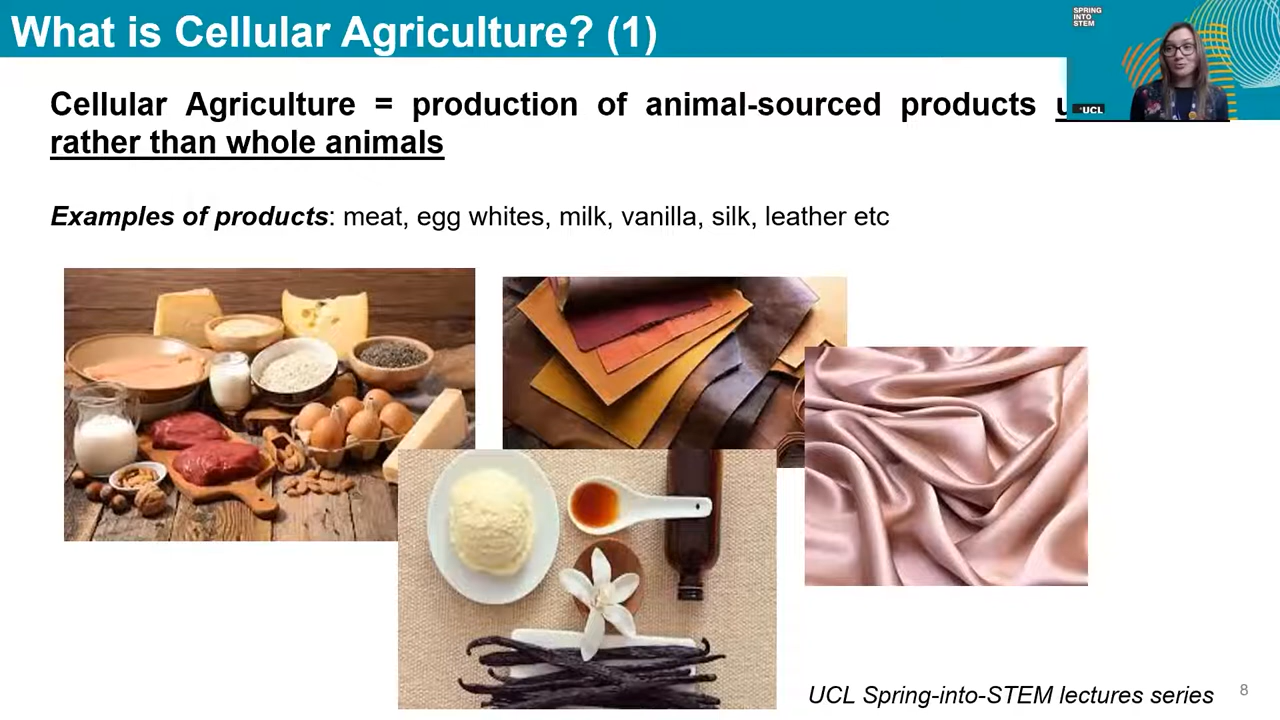 What is Cellular Agriculture? (1)
SPRING
INTO
STEM
UCL
Cellular Agriculture = production of animal-sourced products
rather than whole animals
Examples of products: meat, egg whites, milk, vanilla, silk, leather etc
UCL Spring-into-STEM lectures series
8